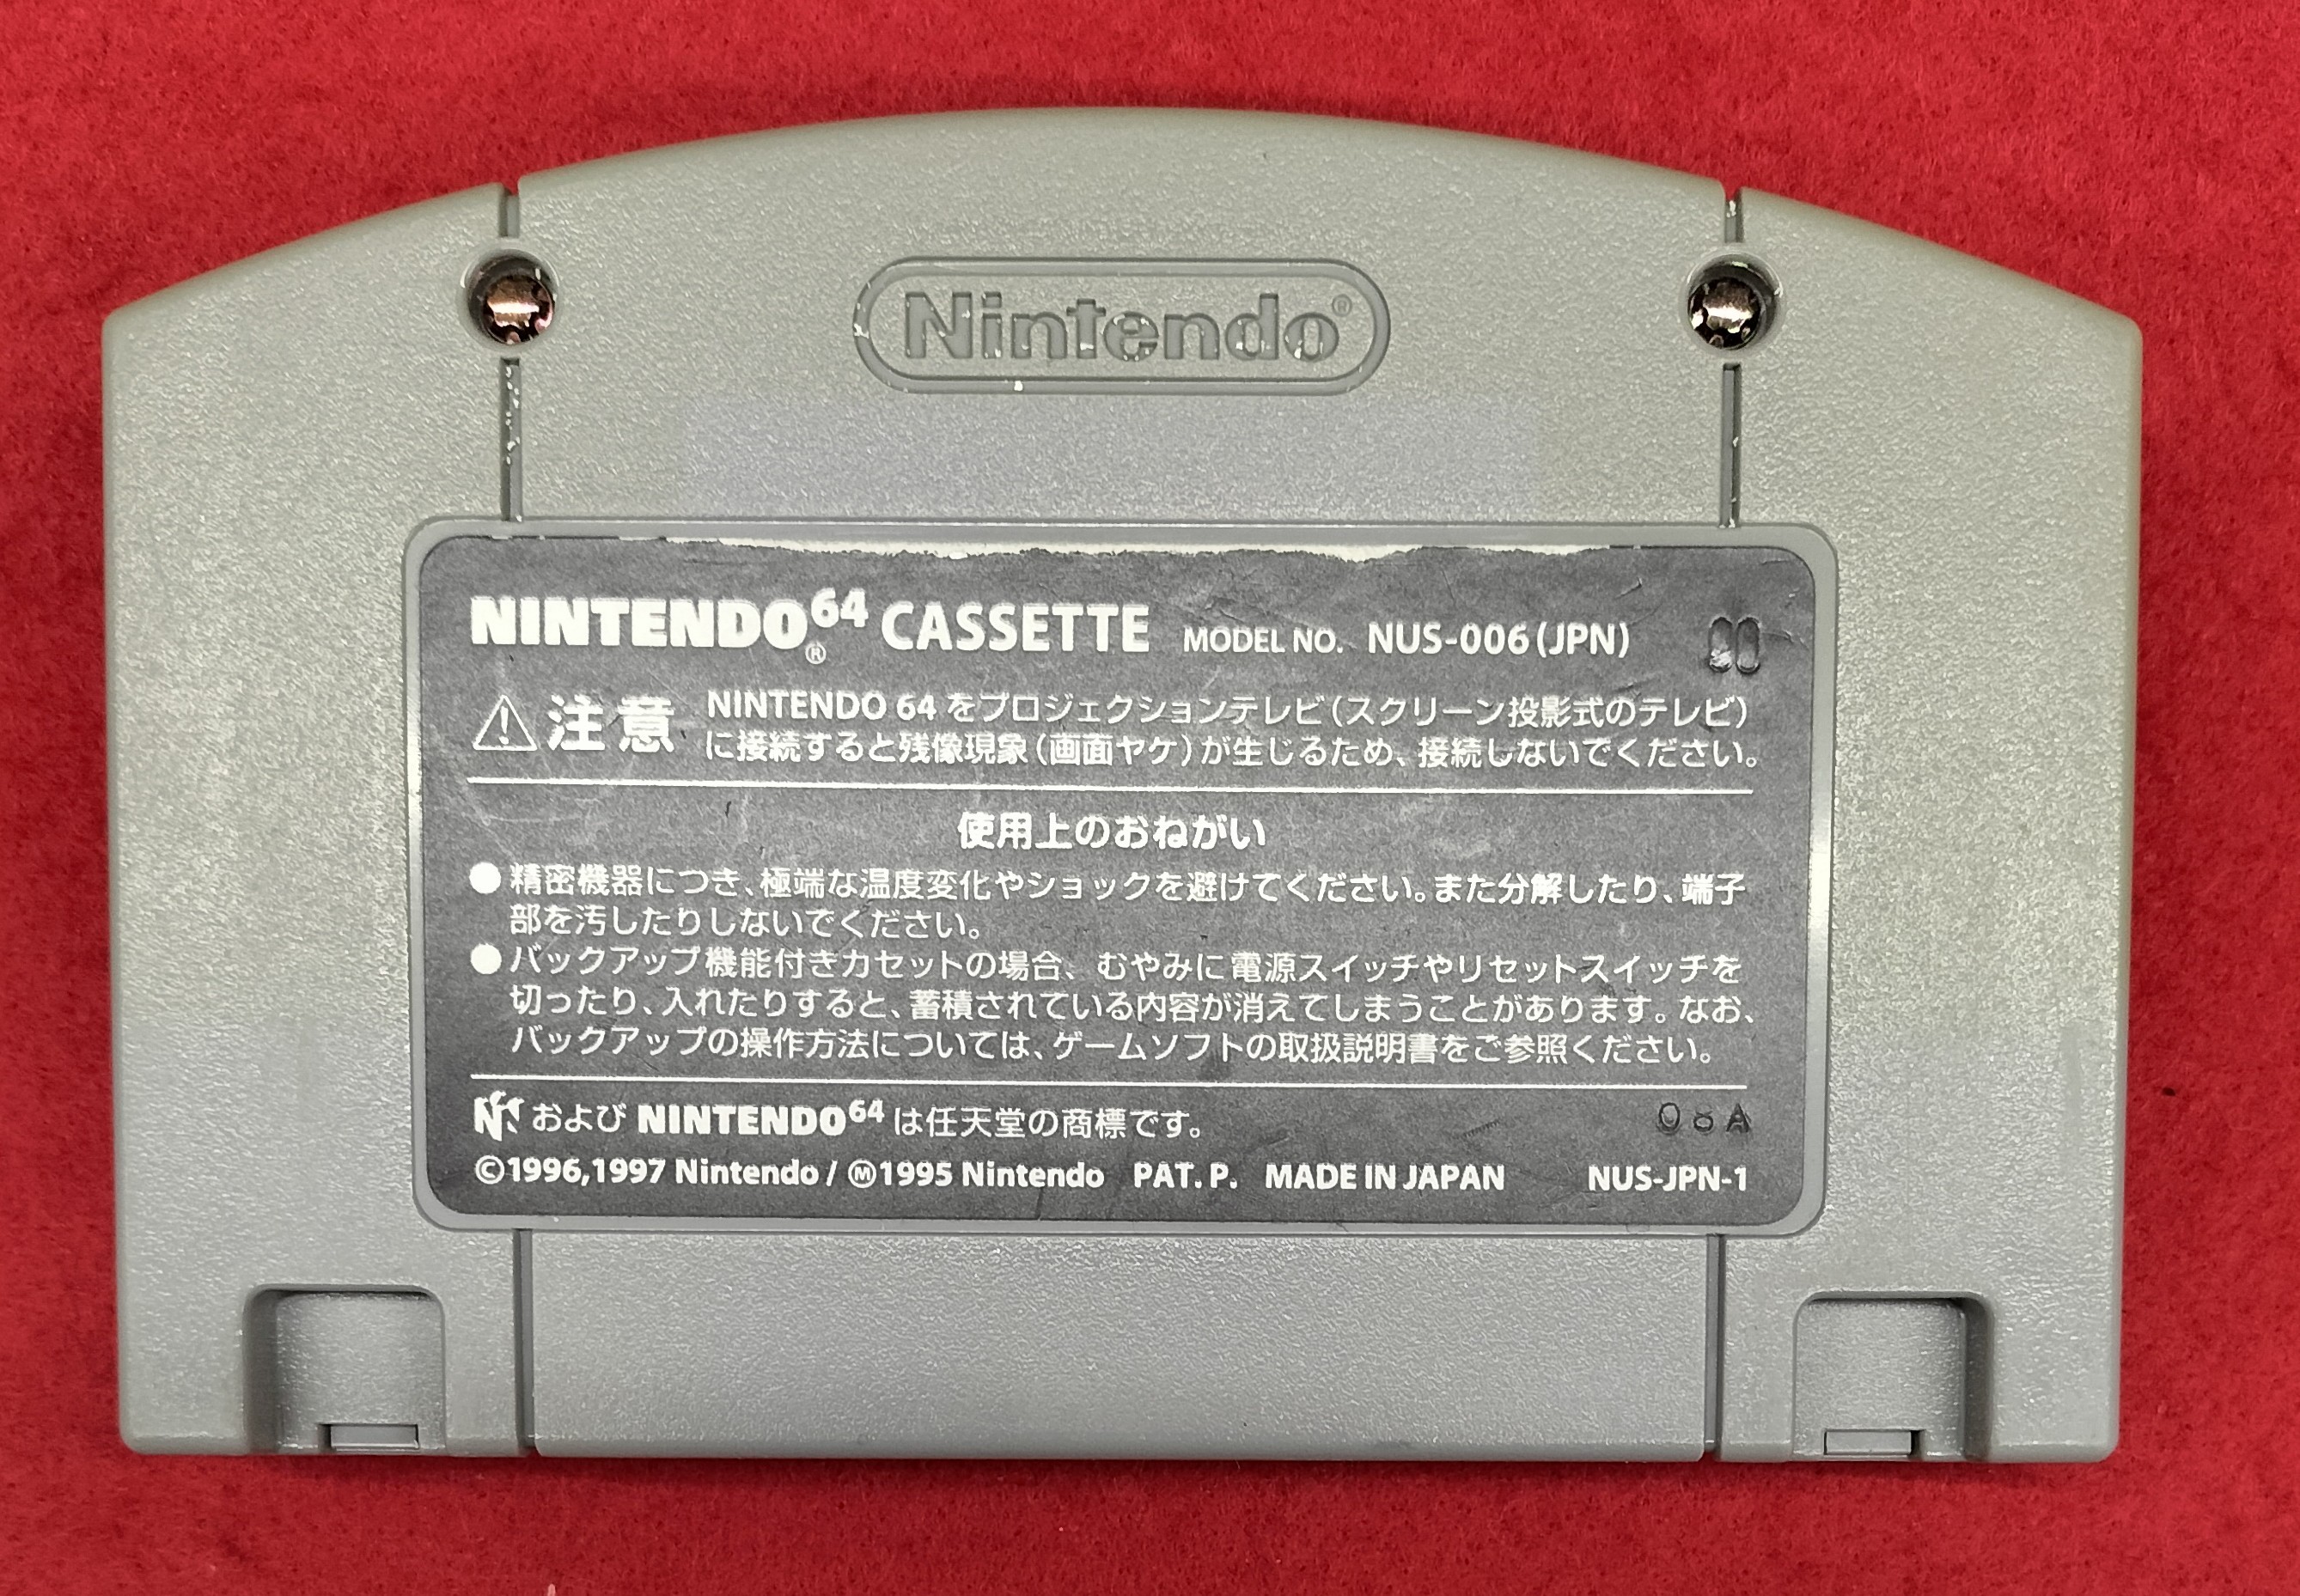 Nintendo®
NINTENDO64® CASSETTE MODEL NO. NUS-006(JPN) 00
注意 NINTENDO 64 をプロジェクションテレビ(スクリーン投影式のテレビ)
に接続すると残像現象(画面ヤケ)が生じるため、接続しないでください。
使用上のおねがい
●精密機器につき、極端な温度変化やショックを避けてください。また分解したり、端子
部を汚したりしないでください。
●バックアップ機能付きカセットの場合、むやみに電源スイッチやリセットスイッチを
切ったり、入れたりすると、蓄積されている内容が消えてしまうことがあります。なお、
バックアップの操作方法については、ゲームソフトの取扱説明書をご参照ください。
および NINTENDO64 は任天堂の商標です。 08A
©1996,1997 Nintendo / Ⓜ1995 Nintendo PAT. P. MADE IN JAPAN NUS-JPN-1